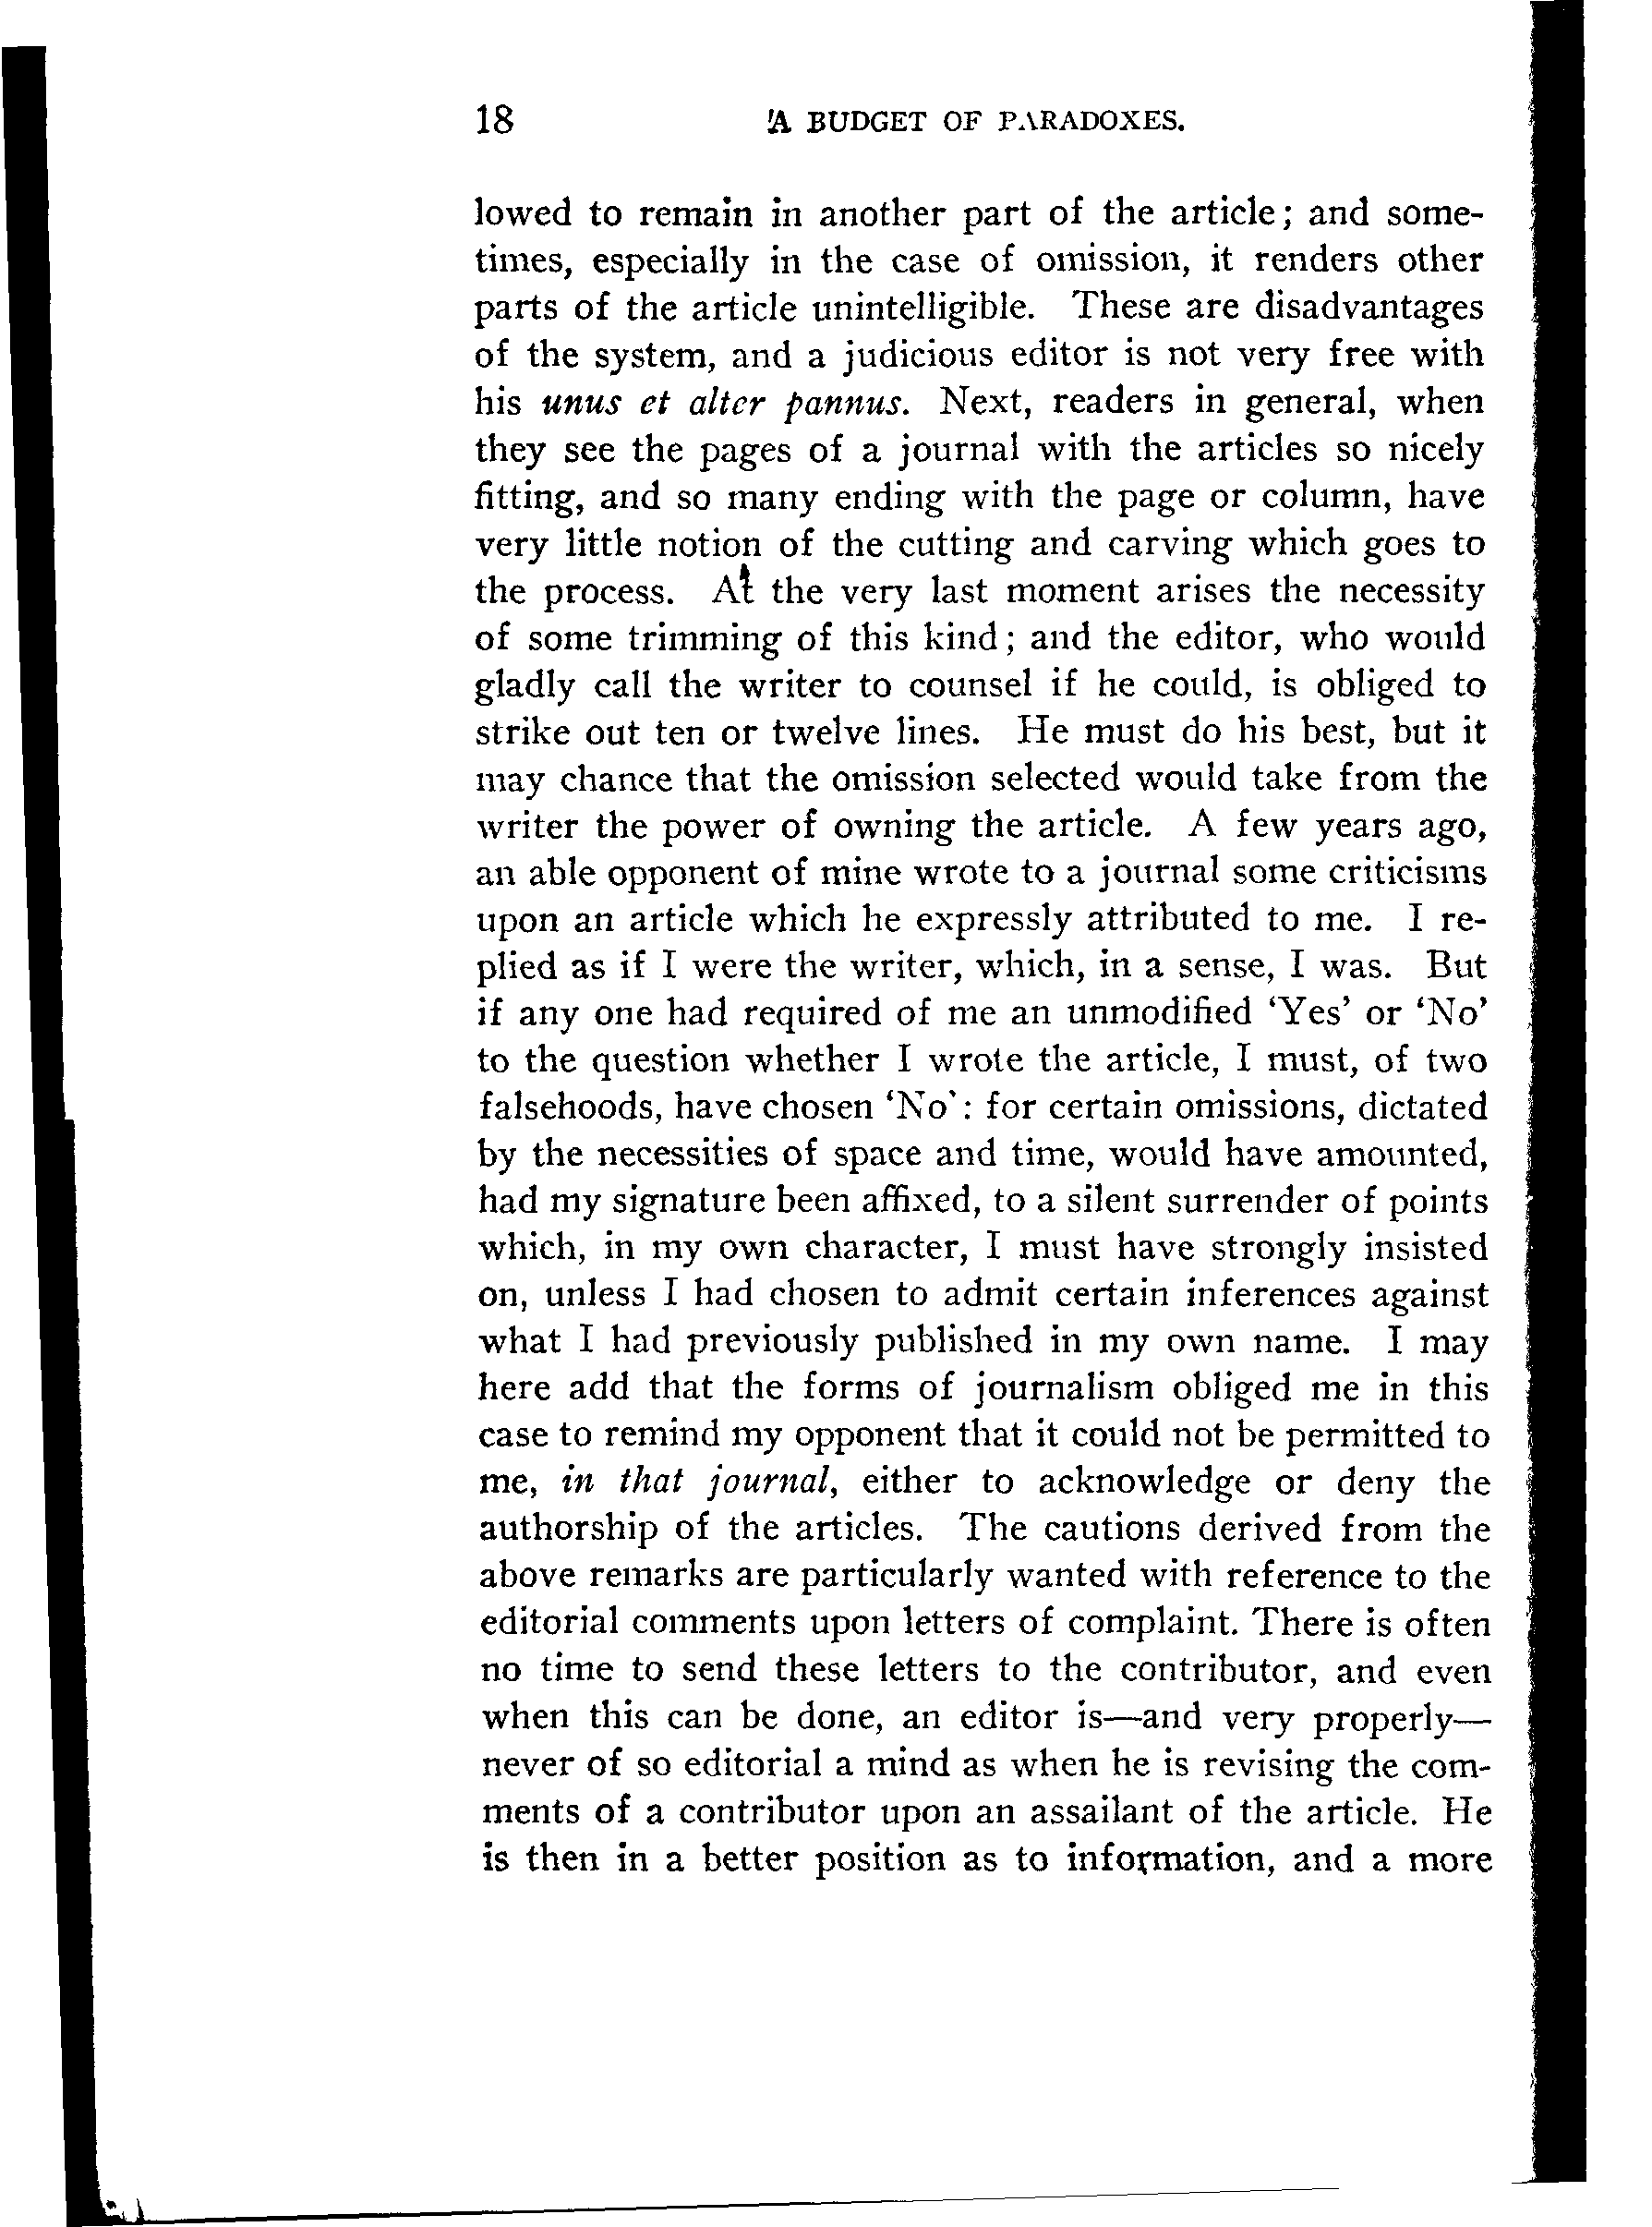 18 A BUDGET OF PARADOXES.
lowed to remain in another part of the article; and some-
times, especially in the case of omission, it renders other
parts of the article unintelligible. These are disadvantages
of the system, and a judicious editor is not very free with
his unus et alter pannus. Next, readers in general, when
they see the pages of a journal with the articles so nicely
fitting, and so many ending with the page or column, have
very little notion of the cutting and carving which goes to
the process. At the very last moment arises the necessity
of some trimming of this kind; and the editor, who would
gladly call the writer to counsel if he could, is obliged to
strike out ten or twelve lines. He must do his best, but it
may chance that the omission selected would take from the
writer the power of owning the article. A few years ago,
an able opponent of mine wrote to a journal some criticisms
upon an article which he expressly attributed to me. I re-
plied as if I were the writer, which, in a sense, I was. But
if any one had required of me an unmodified ‘Yes’ or ‘No’
to the question whether I wrote the article, I must, of two
falsehoods, have chosen ‘No’: for certain omissions, dictated
by the necessities of space and time, would have amounted,
had my signature been affixed, to a silent surrender of points
which, in my own character, I must have strongly insisted
on, unless I had chosen to admit certain inferences against
what I had previously published in my own name. I may
here add that the forms of journalism obliged me in this
case to remind my opponent that it could not be permitted to
me, in that journal, either to acknowledge or deny the
authorship of the articles. The cautions derived from the
above remarks are particularly wanted with reference to the
editorial comments upon letters of complaint. There is often
no time to send these letters to the contributor, and even
when this can be done, an editor is—and very properly—
never of so editorial a mind as when he is revising the com-
ments of a contributor upon an assailant of the article. He
is then in a better position as to information, and a more